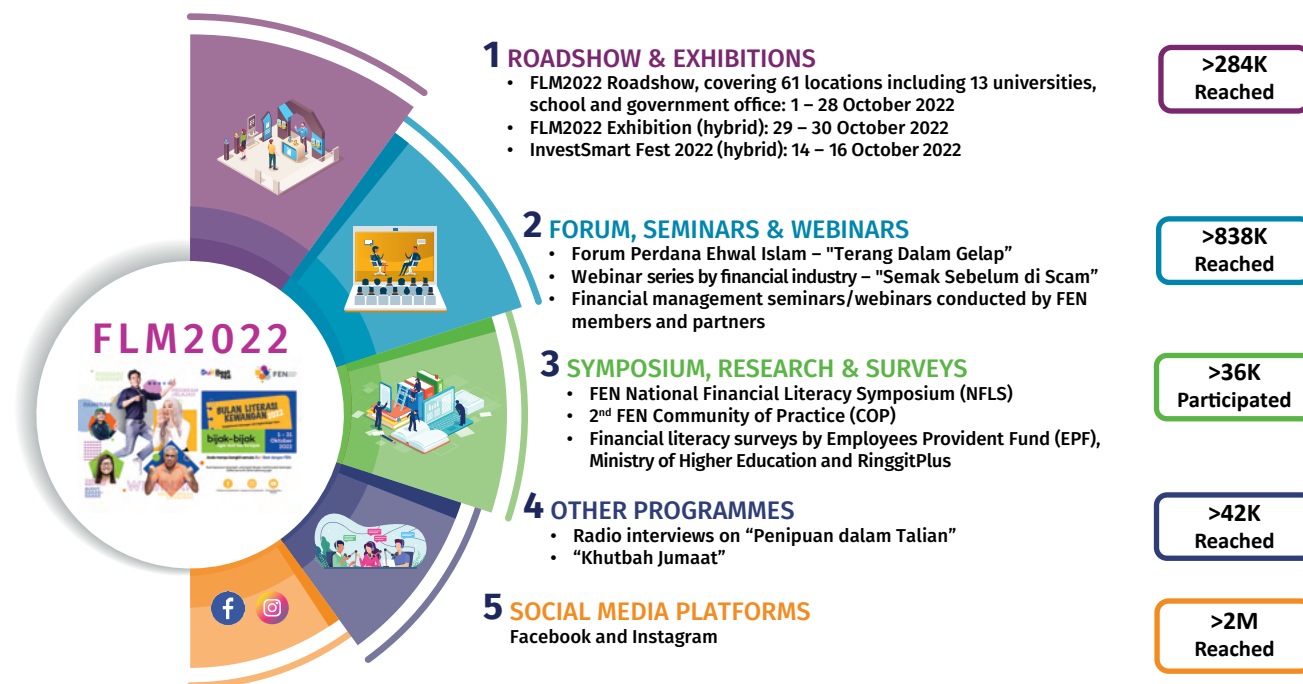 1 ROADSHOW & EXHIBITIONS
• FLM2022 Roadshow, covering 61 locations including 13 universities,
school and government office: 1 – 28 October 2022
• FLM2022 Exhibition (hybrid): 29 – 30 October 2022
• InvestSmart Fest 2022 (hybrid): 14 – 16 October 2022
>284K
Reached
2 FORUM, SEMINARS & WEBINARS
• Forum Perdana Ehwal Islam – "Terang Dalam Gelap”
• Webinar series by financial industry – "Semak Sebelum di Scam”
• Financial management seminars/webinars conducted by FEN
members and partners
>838K
Reached
FLM2022
FEN
BULAN LITERASI
KEWANGAN 2022
bijak-bijak
1 - 31
Oktober
2022
3 SYMPOSIUM, RESEARCH & SURVEYS
• FEN National Financial Literacy Symposium (NFLS)
• 2nd FEN Community of Practice (COP)
• Financial literacy surveys by Employees Provident Fund (EPF),
Ministry of Higher Education and RinggitPlus
>36K
Participated
4 OTHER PROGRAMMES
• Radio interviews on “Penipuan dalam Talian”
• “Khutbah Jumaat”
>42K
Reached
5 SOCIAL MEDIA PLATFORMS
Facebook and Instagram
>2M
Reached